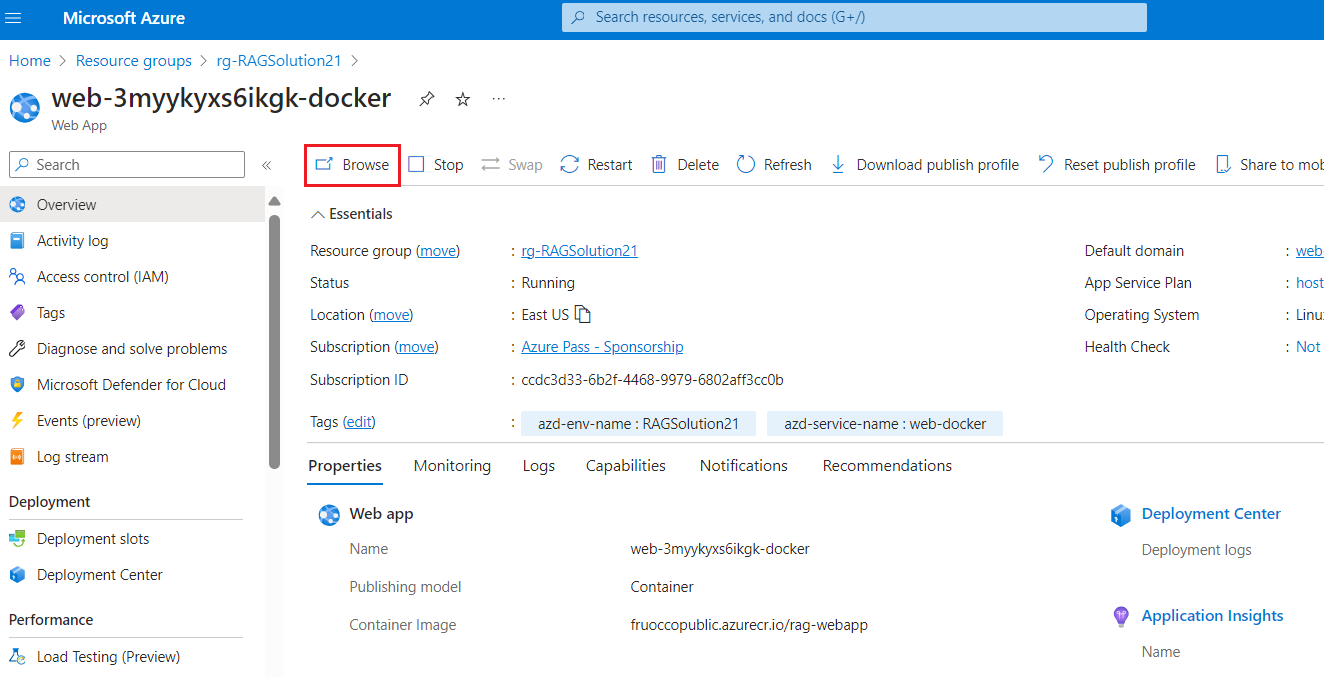 Microsoft Azure
Search resources, services, and docs (G+/)
Home > Resource groups > rg-RAGSolution21 >
web-3myykyxs6ikgk-docker
Web App
Search
Browse Stop Swap Restart Delete Refresh Download publish profile Reset publish profile Share to mob
Overview
Activity log
Access control (IAM)
Tags
Diagnose and solve problems
Microsoft Defender for Cloud
Events (preview)
Log stream
Deployment
Deployment slots
Deployment Center
Performance
Load Testing (Preview)
Essentials
Resource group (move) : rg-RAGSolution21
Status : Running
Location (move) : East US
Subscription (move) : Azure Pass - Sponsorship
Subscription ID : ccdc3d33-6b2f-4468-9979-6802aff3cc0b
Tags (edit) : azd-env-name : RAGSolution21 azd-service-name : web-docker
Default domain : web-
App Service Plan : host
Operating System : Linu
Health Check : Not
Properties Monitoring Logs Capabilities Notifications Recommendations
Web app
Name web-3myykyxs6ikgk-docker
Publishing model Container
Container Image fruoccopublic.azurecr.io/rag-webapp
Deployment Center
Deployment logs
Application Insights
Name